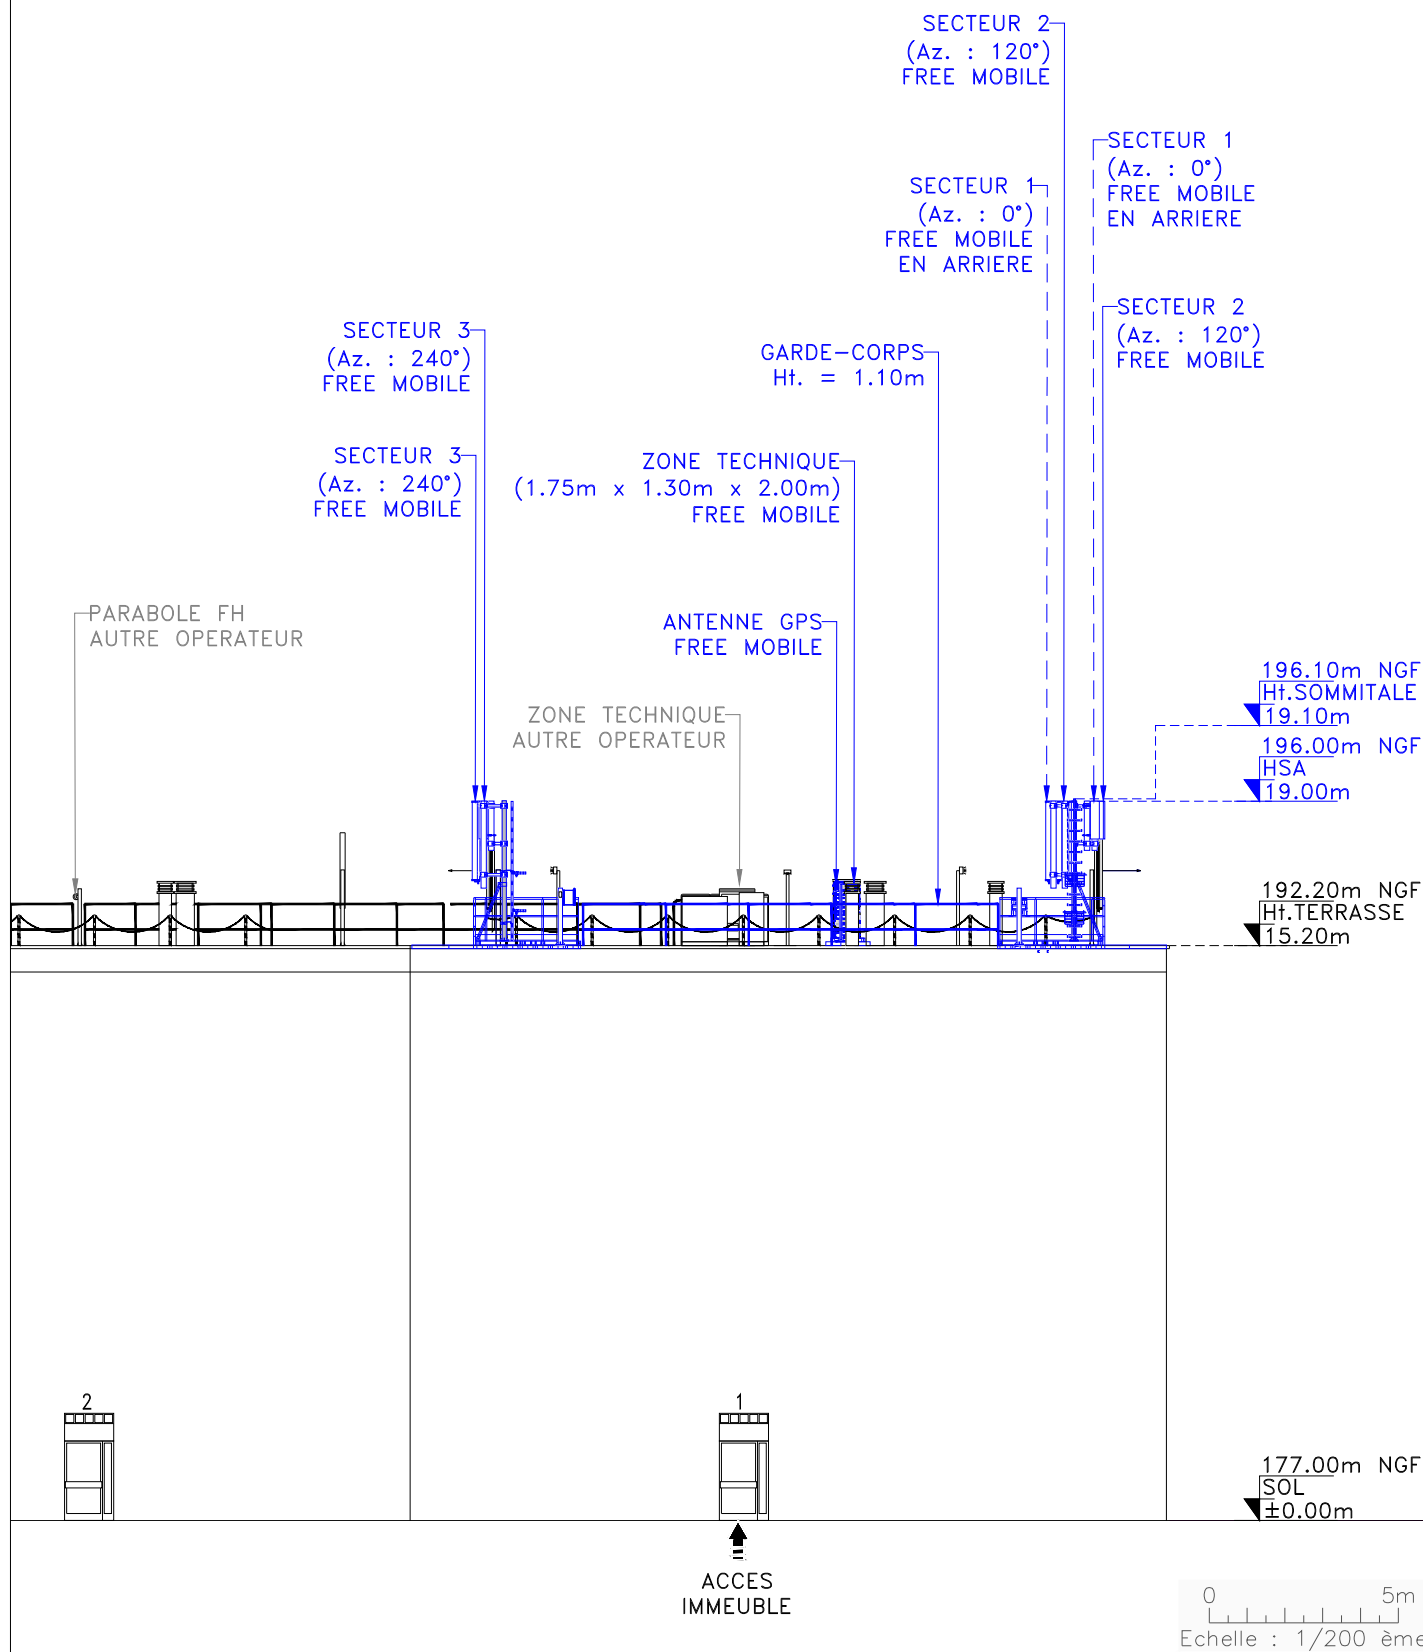 SECTEUR 2
(Az. : 120°)
FREE MOBILE
SECTEUR 1
(Az. : 0°)
FREE MOBILE
EN ARRIERE
SECTEUR 1
(Az. : 0°)
FREE MOBILE
EN ARRIERE
SECTEUR 2
(Az. : 120°)
FREE MOBILE
SECTEUR 3
(Az. : 240°)
FREE MOBILE
GARDE-CORPS
Ht. = 1.10m
SECTEUR 3
(Az. : 240°)
FREE MOBILE
ZONE TECHNIQUE
(1.75m x 1.30m x 2.00m)
FREE MOBILE
PARABOLE FH
AUTRE OPERATEUR
ANTENNE GPS
FREE MOBILE
ZONE TECHNIQUE
AUTRE OPERATEUR
196.10m NGF
Ht.SOMMITALE
19.10m
196.00m NGF
HSA
19.00m
192.20m NGF
Ht.TERRASSE
15.20m
2
1
177.00m NGF
SOL
±0.00m
ACCES
IMMEUBLE
0 5m
Echelle : 1/200 ème